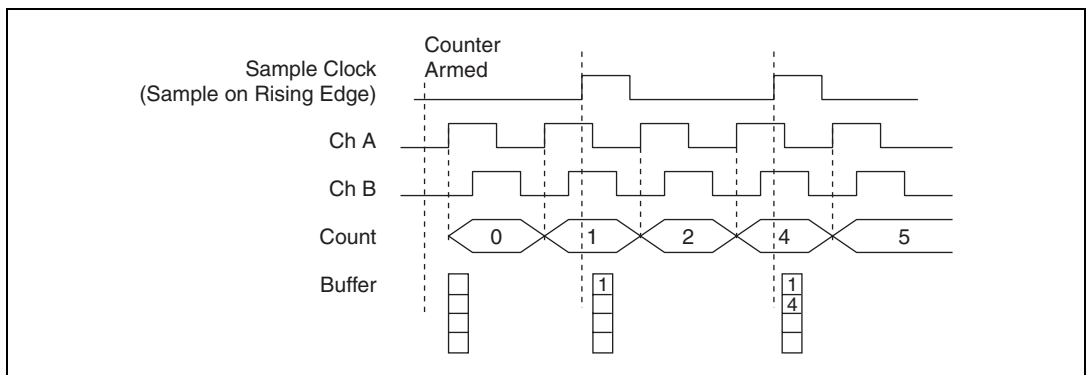 Counter
Armed
Sample Clock
(Sample on Rising Edge)
Ch A
Ch B
Count
0 1 2 4 5
Buffer
1 1
4